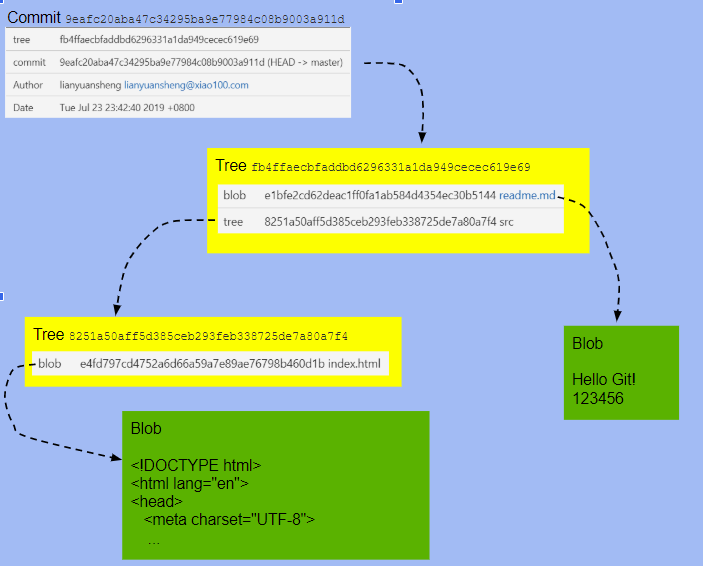 Commit 9eafc20aba47c34295ba9e77984c08b9003a911d
tree fb4ffaecbfaddbd6296331a1da949cecec619e69
commit 9eafc20aba47c34295ba9e77984c08b9003a911d (HEAD -> master)
Author lianyuansheng lianyuansheng@xiao100.com
Date Tue Jul 23 23:42:40 2019 +0800
Tree fb4ffaecbfaddbd6296331a1da949cecec619e69
blob e1bfe2cd62deac1ff0fa1ab584d4354ec30b5144 readme.md
tree 8251a50aff5d385ceb293feb338725de7a80a7f4 src
Tree 8251a50aff5d385ceb293feb338725de7a80a7f4
blob e4fd797cd4752a6d66a59a7e89ae76798b460d1b index.html
Blob
Hello Git!
123456
Blob
<!DOCTYPE html>
<html lang="en">
<head>
<meta charset="UTF-8">
...